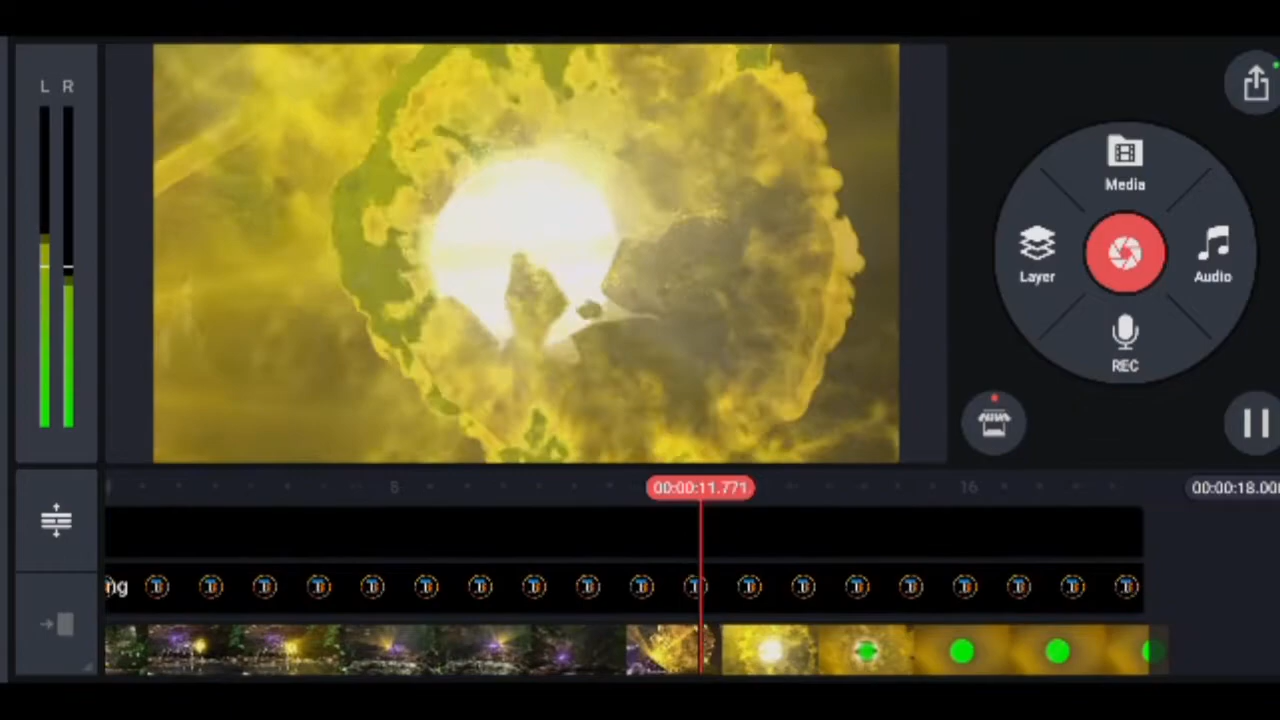 L R
Media
Layer
Audio
REC
8
00:00:11.771
16
00:00:18.00
ng